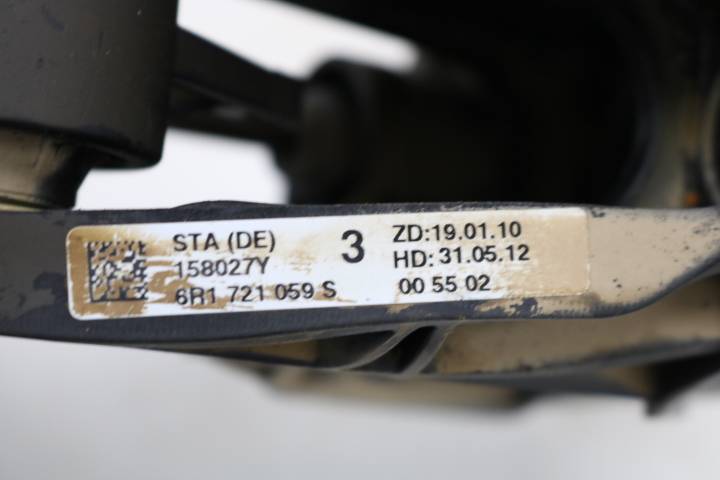 STA (DE)
158027Y
6R1 721 059 S
3
ZD:19.01.10
HD: 31.05.12
00 55 02